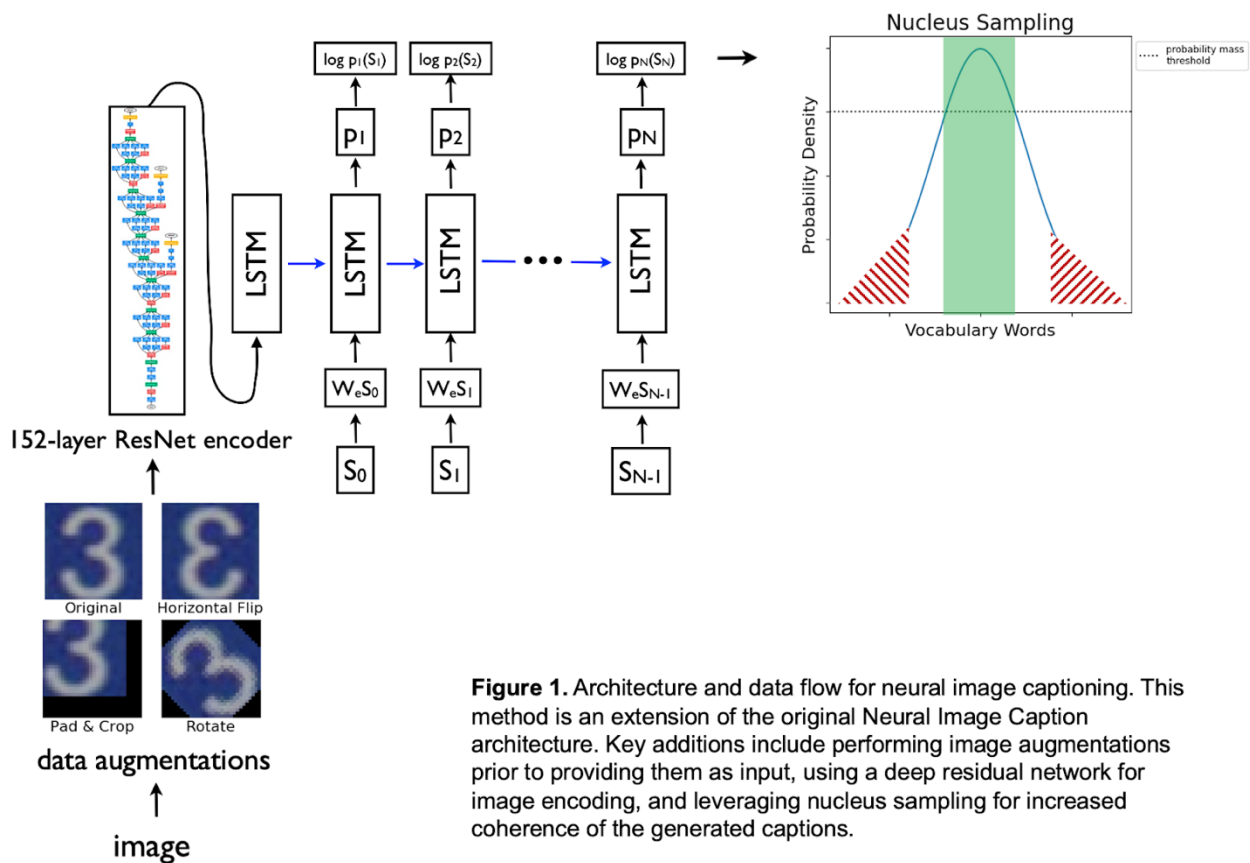 Nucleus Sampling
probability mass
threshold
Probability Density
Vocabulary Words
log p₁(S₁)
log p₂(S₂)
log pN(SN)
p₁
p₂
pN
LSTM
LSTM
LSTM
LSTM
WₑS₀
WₑS₁
WₑSN-1
S₀
S₁
SN-1
152-layer ResNet encoder
Original
Horizontal Flip
Pad & Crop
Rotate
data augmentations
image
Figure 1. Architecture and data flow for neural image captioning. This
method is an extension of the original Neural Image Caption
architecture. Key additions include performing image augmentations
prior to providing them as input, using a deep residual network for
image encoding, and leveraging nucleus sampling for increased
coherence of the generated captions.